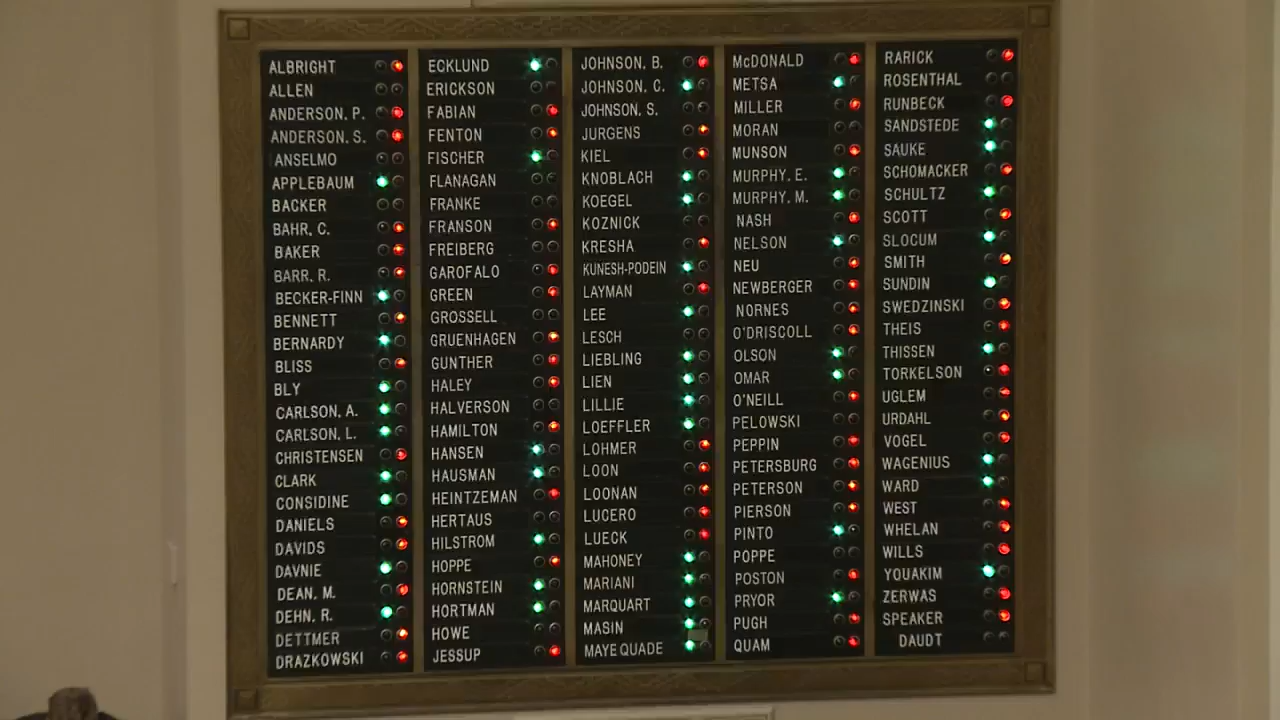 ALBRIGHT
ALLEN
ANDERSON, P.
ANDERSON, S.
ANSELMO
APPLEBAUM
BACKER
BAHR, C.
BAKER
BARR, R.
BECKER-FINN
BENNETT
BERNARDY
BLISS
BLY
CARLSON, A.
CARLSON, L.
CHRISTENSEN
CLARK
CONSIDINE
DANIELS
DAVIDS
DAVNIE
DEAN, M.
DEHN, R.
DETTMER
DRAZKOWSKI
ECKLUND
ERICKSON
FABIAN
FENTON
FISCHER
FLANAGAN
FRANKE
FRANSON
FREIBERG
GAROFALO
GREEN
GROSSELL
GRUENHAGEN
GUNTHER
HALEY
HALVERSON
HAMILTON
HANSEN
HAUSMAN
HEINTZEMAN
HERTAUS
HILSTROM
HOPPE
HORNSTEIN
HORTMAN
HOWE
JESSUP
JOHNSON, B.
JOHNSON, C.
JOHNSON, S.
JURGENS
KIEL
KNOBLACH
KOEGEL
KOZNICK
KRESHA
KUNESH-PODEIN
LAYMAN
LEE
LESCH
LIEBLING
LIEN
LILLIE
LOEFFLER
LOHMER
LOON
LOONAN
LUCERO
LUECK
MAHONEY
MARIANI
MARQUART
MASIN
MAYE QUADE
McDONALD
METSA
MILLER
MORAN
MUNSON
MURPHY, E.
MURPHY, M.
NASH
NELSON
NEU
NEWBERGER
NORNES
O'DRISCOLL
OLSON
OMAR
O'NEILL
PELOWSKI
PEPPIN
PETERSBURG
PETERSON
PIERSON
PINTO
POPPE
POSTON
PRYOR
PUGH
QUAM
RARICK
ROSENTHAL
RUNBECK
SANDSTEDE
SAUKE
SCHOMACKER
SCHULTZ
SCOTT
SLOCUM
SMITH
SUNDIN
SWEDZINSKI
THEIS
THISSEN
TORKELSON
UGLEM
URDAHL
VOGEL
WAGENIUS
WARD
WEST
WHELAN
WILLS
YOUAKIM
ZERWAS
SPEAKER
DAUDT